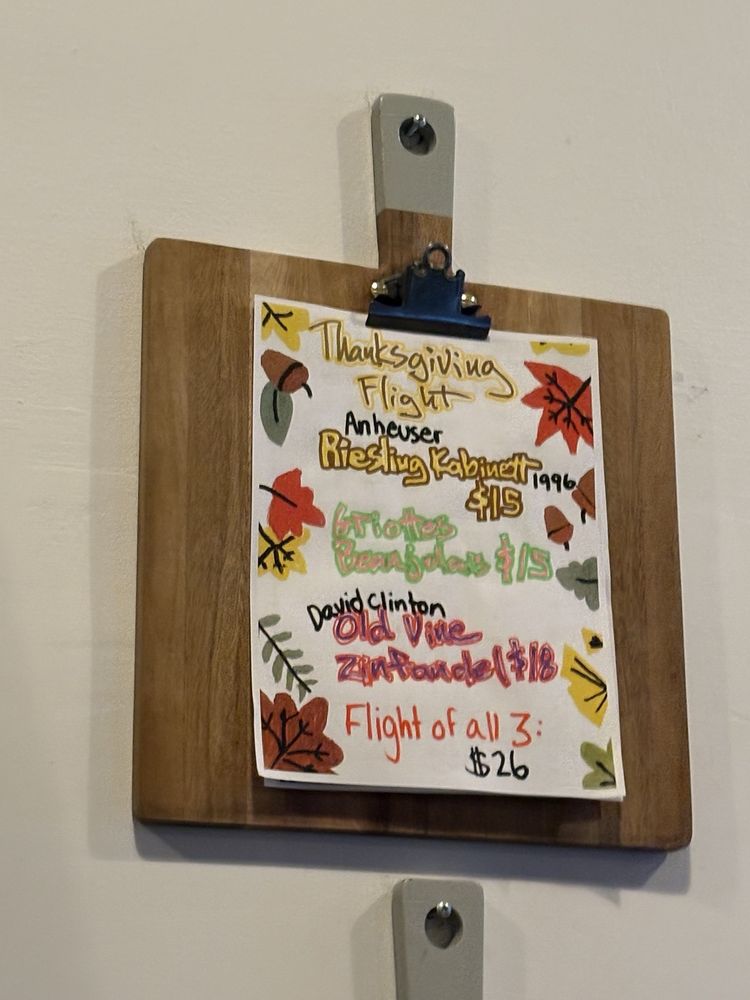 Thanksgiving
Flight
Anheuser
Riesling Kabinett 1996
$15
Griottes
Beaujolais $15
David Clinton
Old Vine
Zinfandel $18
Flight of all 3:
$26